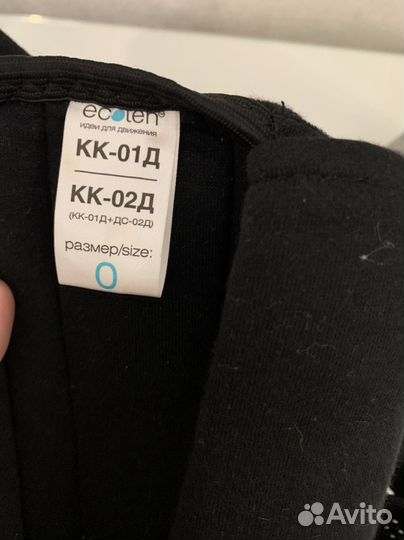 ecoten®
идеи для движения
КК-01Д
КК-02Д
(КК-01Д+ДС-02Д)
размер/size:
0
Avito